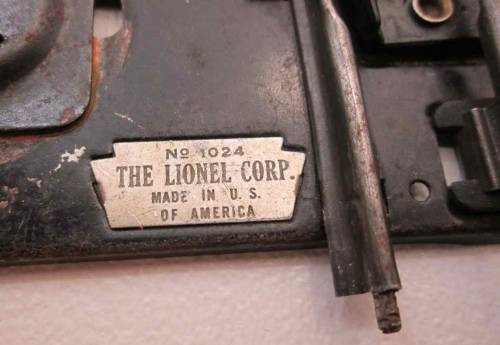 No 1024
THE LIONEL CORP.
MADE IN U. S.
OF AMERICA